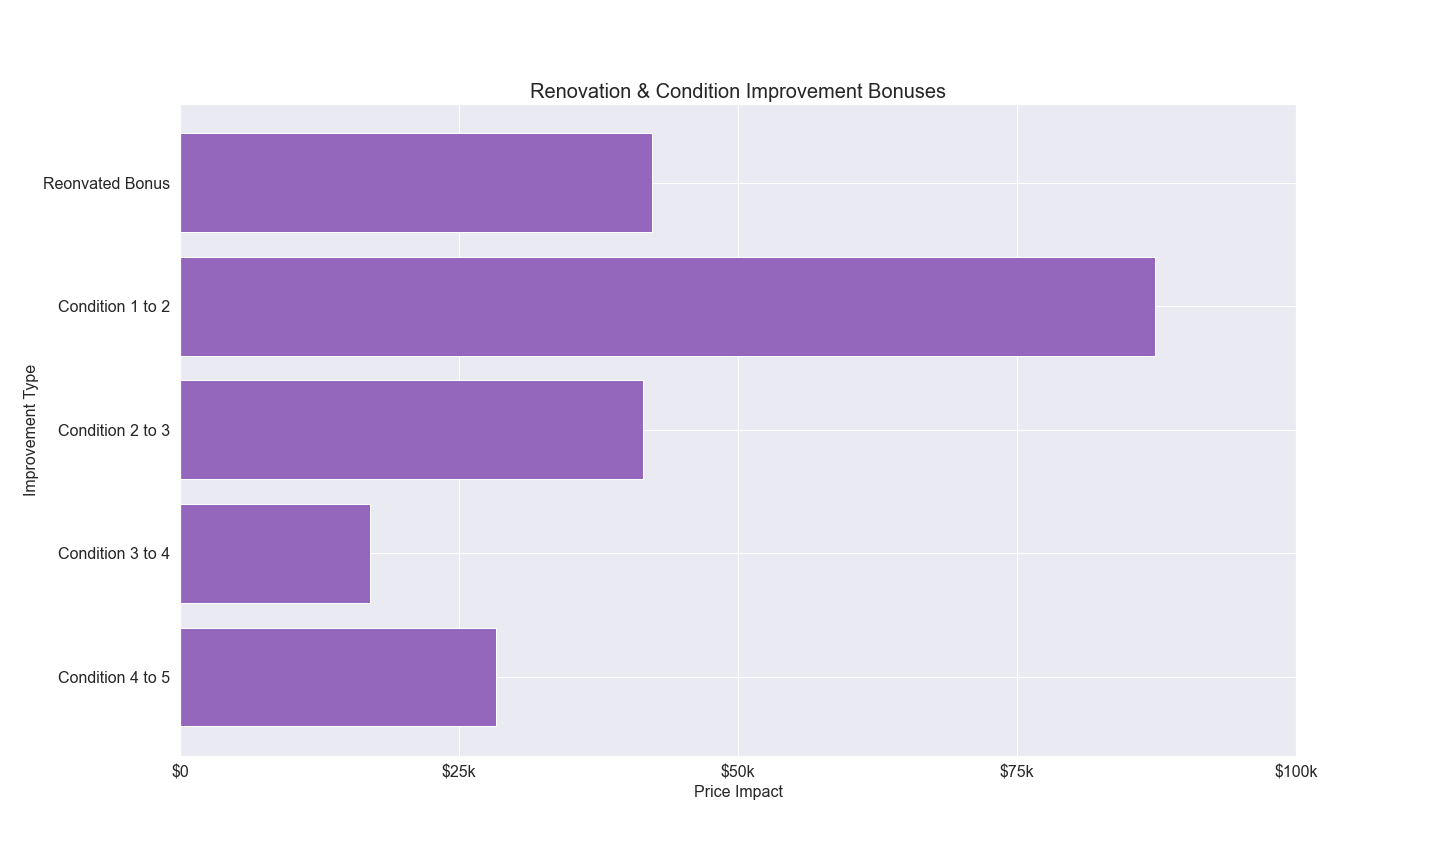 Renovation & Condition Improvement Bonuses
Improvement Type
Reonvated Bonus
Condition 1 to 2
Condition 2 to 3
Condition 3 to 4
Condition 4 to 5
$0 $25k $50k $75k $100k
Price Impact